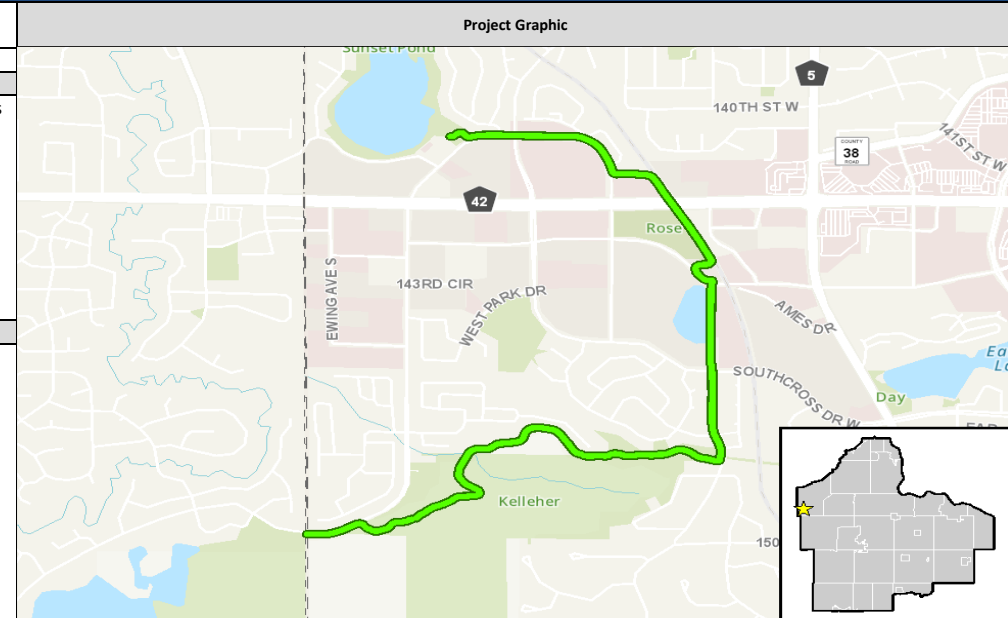 Project Graphic
Sunset Pond
5
140TH ST W
141ST ST W
COUNTY
38
ROAD
42
Rose
EWING AVE S
143RD CIR
WEST PARK DR
AMES DR
SOUTHCROSS DR W
Day
Kelleher
150